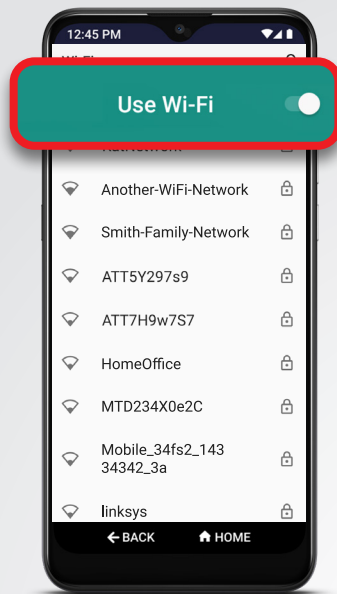 12:45 PM
Use Wi-Fi
Another-WiFi-Network
Smith-Family-Network
ATT5Y297s9
ATT7H9w7S7
HomeOffice
MTD234X0e2C
Mobile_34fs2_143
34342_3a
linksys
BACK HOME